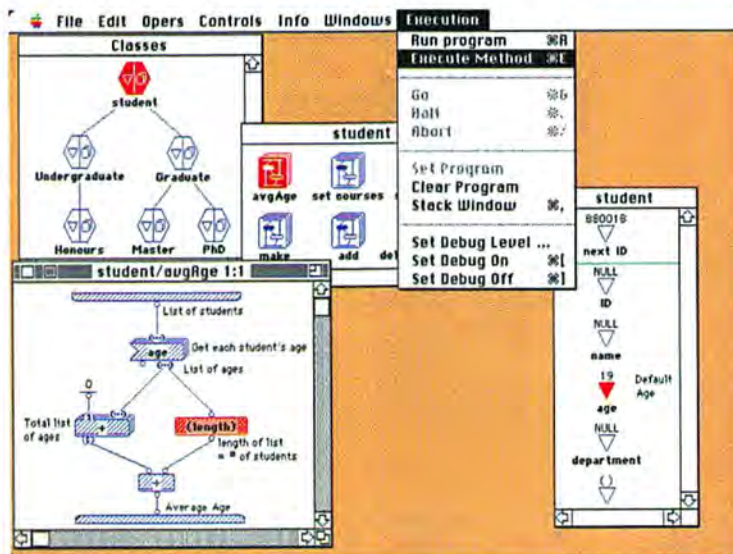 File Edit Opers Controls Info Windows Execution
Run program ⌘R
Execute Method ⌘E
Go ⌘G
Halt ⌘.
Abort ⌘/
Set Program
Clear Program
Stack Window ⌘,
Set Debug Level ...
Set Debug On ⌘[
Set Debug Off ⌘]
Classes
student
Undergraduate
Graduate
Honours
Master
PhD
student
avgAge
set courses
make
add
student/avgAge 1:1
List of students
age
Get each student's age
List of ages
0
Total list
of ages
+
(length)
length of list
= # of students
÷
Average Age
student
880018
next ID
NULL
ID
NULL
name
19
Default
Age
age
NULL
department
()